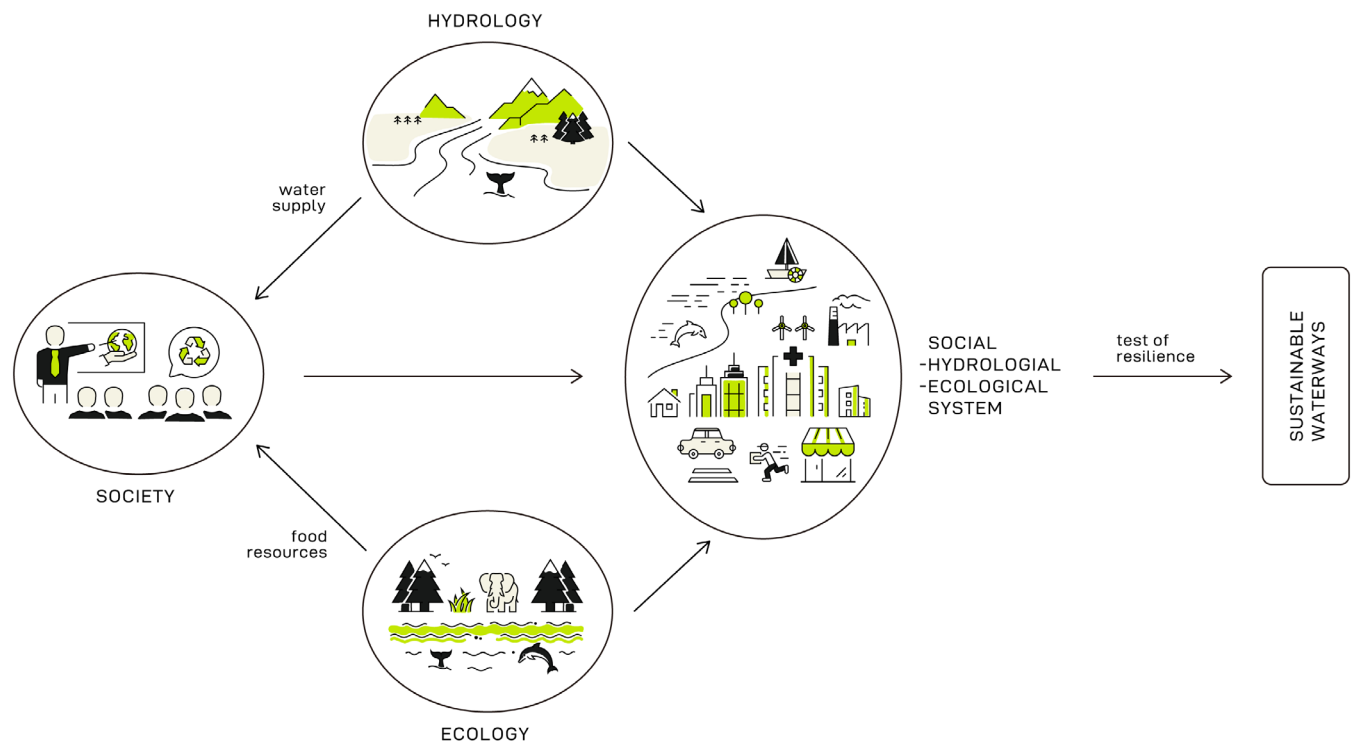 HYDROLOGY
water
supply
SOCIETY
food
resources
ECOLOGY
SOCIAL
-HYDROLOGIAL
-ECOLOGICAL
SYSTEM
test of
resilience
SUSTAINABLE
WATERWAYS